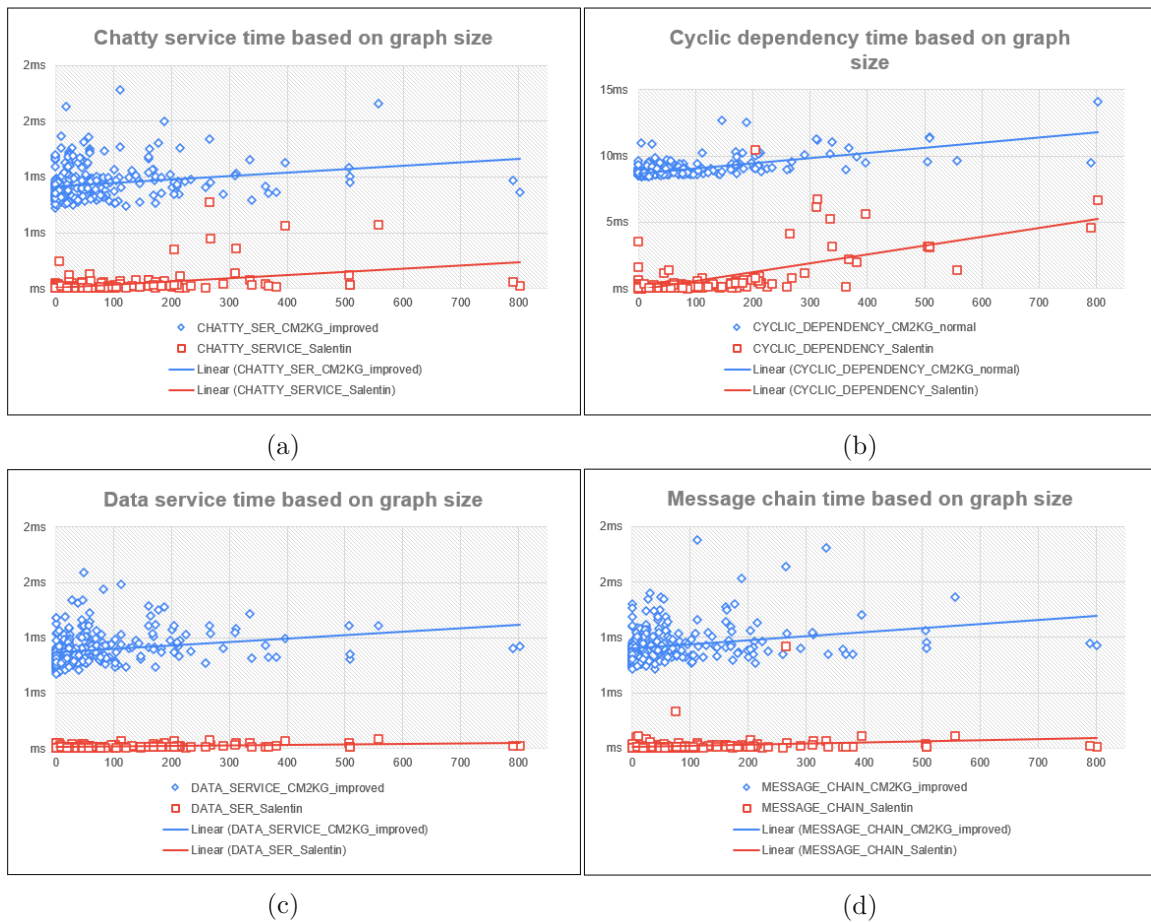 Chatty service time based on graph size
2ms
2ms
1ms
1ms
ms
0 100 200 300 400 500 600 700 800
CHATTY_SER_CM2KG_improved
CHATTY_SERVICE_Salentin
Linear (CHATTY_SER_CM2KG_improved)
Linear (CHATTY_SERVICE_Salentin)
(a)
Cyclic dependency time based on graph
size
15ms
10ms
5ms
ms
0 100 200 300 400 500 600 700 800
CYCLIC_DEPENDENCY_CM2KG_normal
CYCLIC_DEPENDENCY_Salentin
Linear (CYCLIC_DEPENDENCY_CM2KG_normal)
Linear (CYCLIC_DEPENDENCY_Salentin)
(b)
Data service time based on graph size
2ms
2ms
1ms
1ms
ms
0 100 200 300 400 500 600 700 800
DATA_SERVICE_CM2KG_improved
DATA_SER_Salentin
Linear (DATA_SERVICE_CM2KG_improved)
Linear (DATA_SER_Salentin)
(c)
Message chain time based on graph size
2ms
2ms
1ms
1ms
ms
0 100 200 300 400 500 600 700 800
MESSAGE_CHAIN_CM2KG_improved
MESSAGE_CHAIN_Salentin
Linear (MESSAGE_CHAIN_CM2KG_improved)
Linear (MESSAGE_CHAIN_Salentin)
(d)